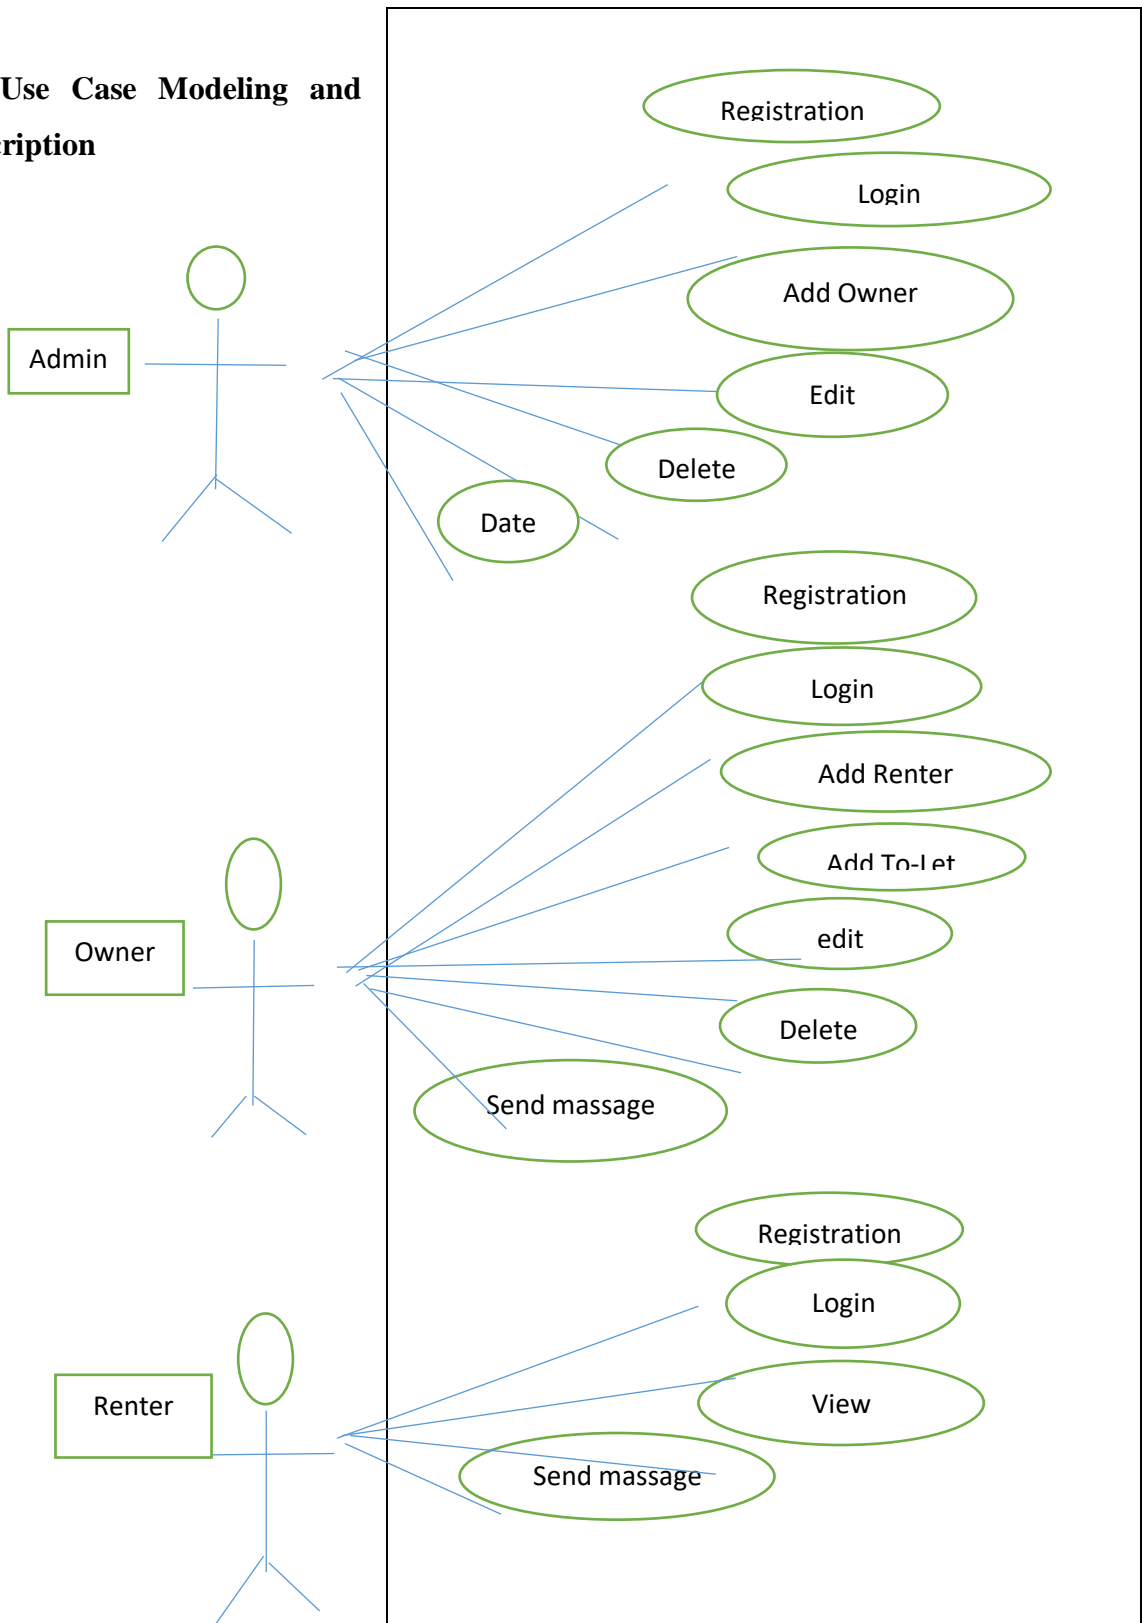 Use Case Modeling and
cription
Registration
Login
Add Owner
Admin
Edit
Delete
Date
Registration
Login
Add Renter
Add To-Let
edit
Owner
Delete
Send massage
Registration
Login
Renter
View
Send massage